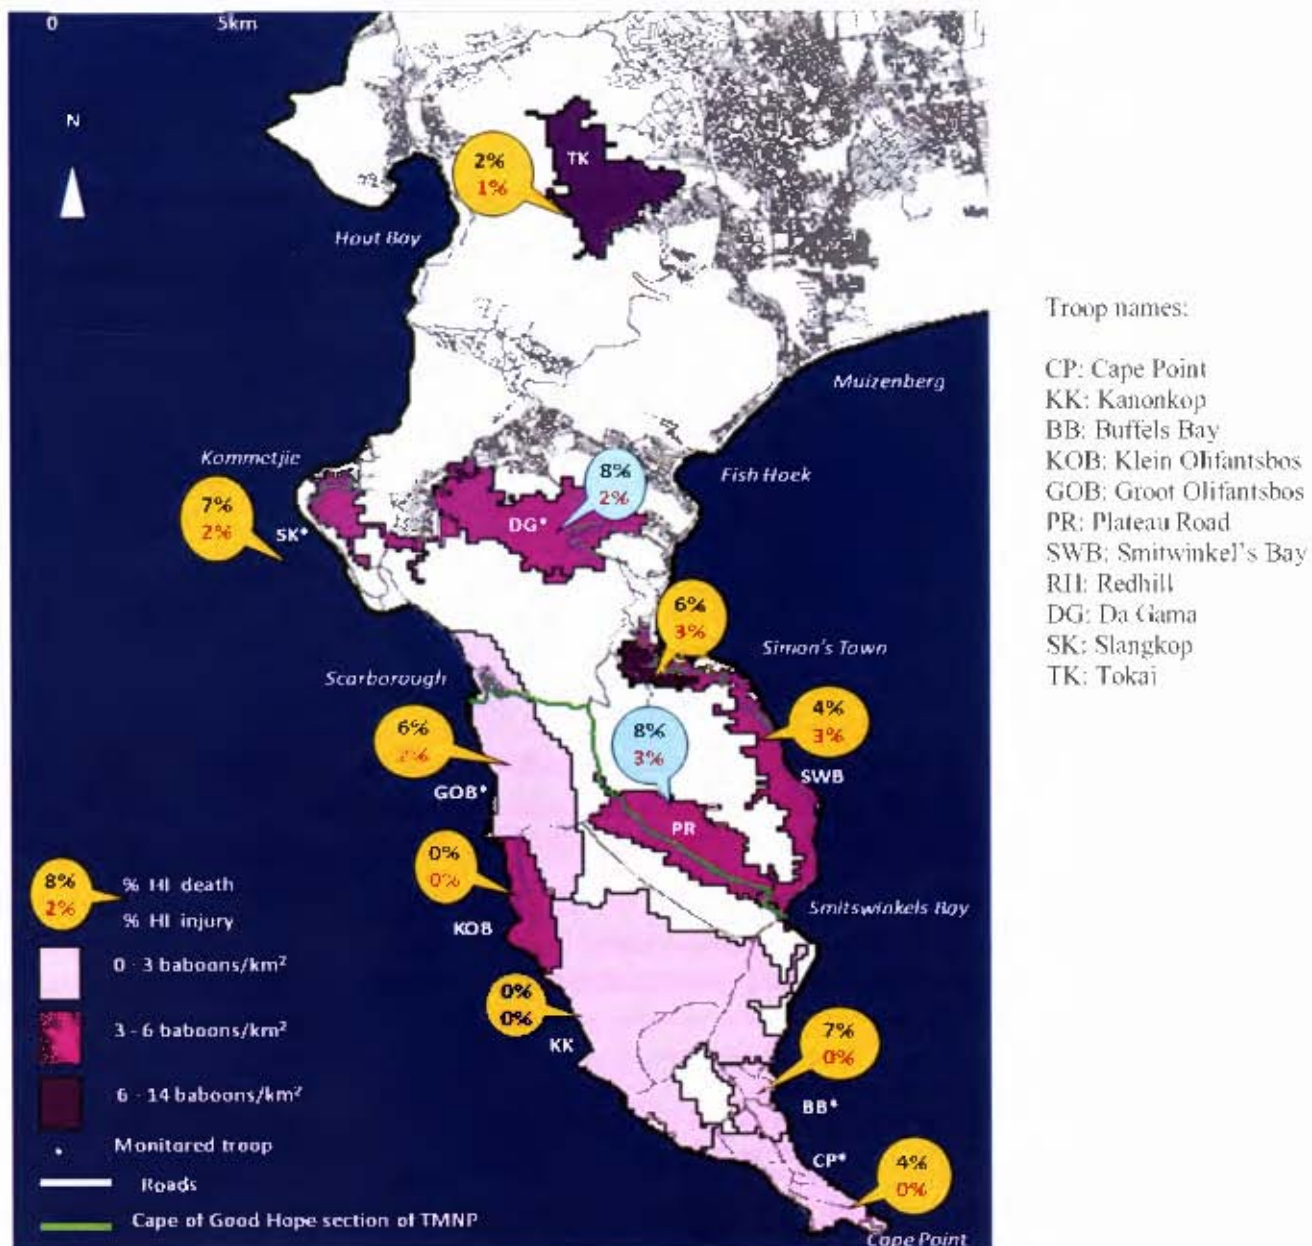 0 5km
N
TK
2%
1%
Hout Bay
Muizenberg
Kommetjie
Fish Hoek
8%
2%
DG*
7%
2%
SK*
6%
3%
Simon's Town
Scarborough
4%
3%
SWB
6%
2%
GOB*
8%
3%
PR
0%
0%
KOB
Smitswinkels Bay
0%
0%
KK
7%
0%
BB*
CP*
4%
0%
Cape Point
8%
2%
% HI death
% HI injury
0 - 3 baboons/km²
3 - 6 baboons/km²
6 - 14 baboons/km²
Monitored troop
Roads
Cape of Good Hope section of TMNP
Troop names:
CP: Cape Point
KK: Kanonkop
BB: Buffels Bay
KOB: Klein Olifantsbos
GOB: Groot Olifantsbos
PR: Plateau Road
SWB: Smitwinkel's Bay
RH: Redhill
DG: Da Gama
SK: Slangkop
TK: Tokai